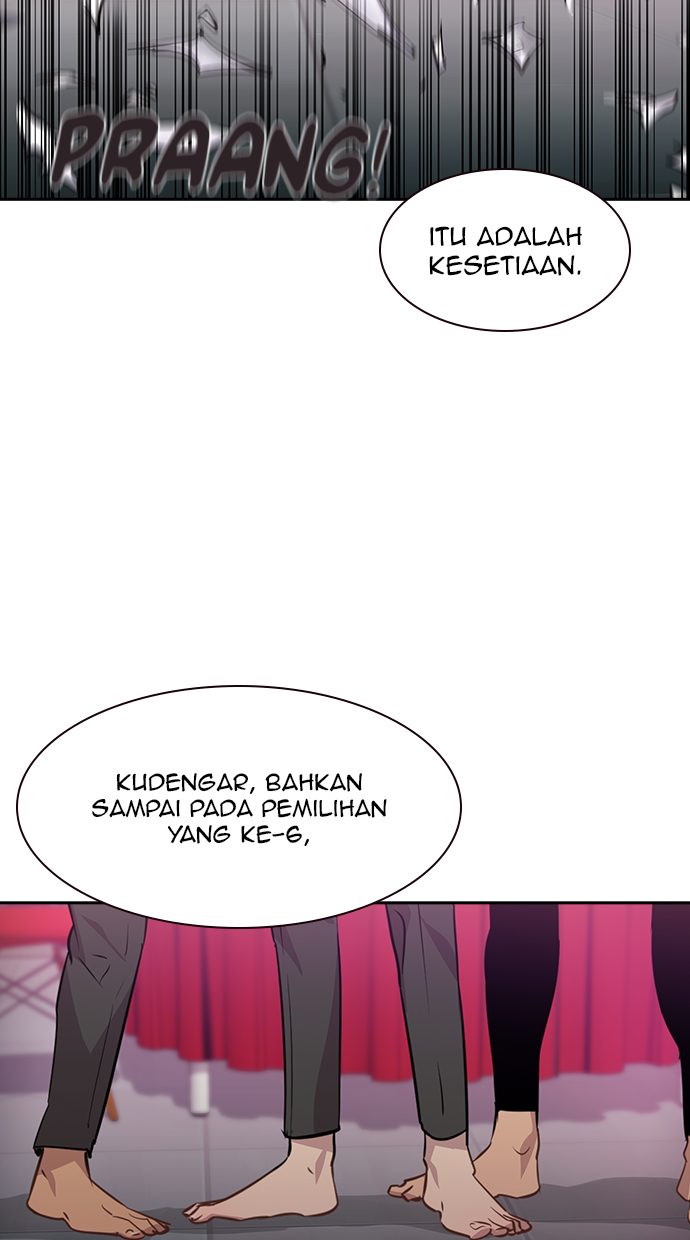 PRAANG!
ITU ADALAH
KESETIAAN.
KUDENGAR, BAHKAN
SAMPAI PADA PEMILIHAN
YANG KE-6,